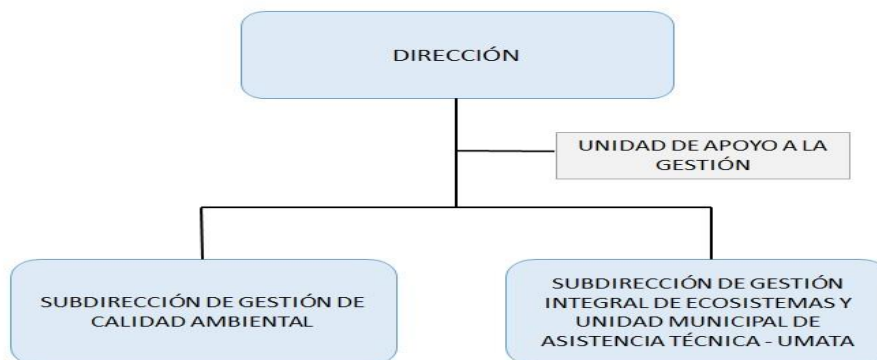 DIRECCIÓN
UNIDAD DE APOYO A LA
GESTIÓN
SUBDIRECCIÓN DE GESTIÓN DE
CALIDAD AMBIENTAL
SUBDIRECCIÓN DE GESTIÓN
INTEGRAL DE ECOSISTEMAS Y
UNIDAD MUNICIPAL DE
ASISTENCIA TÉCNICA - UMATA